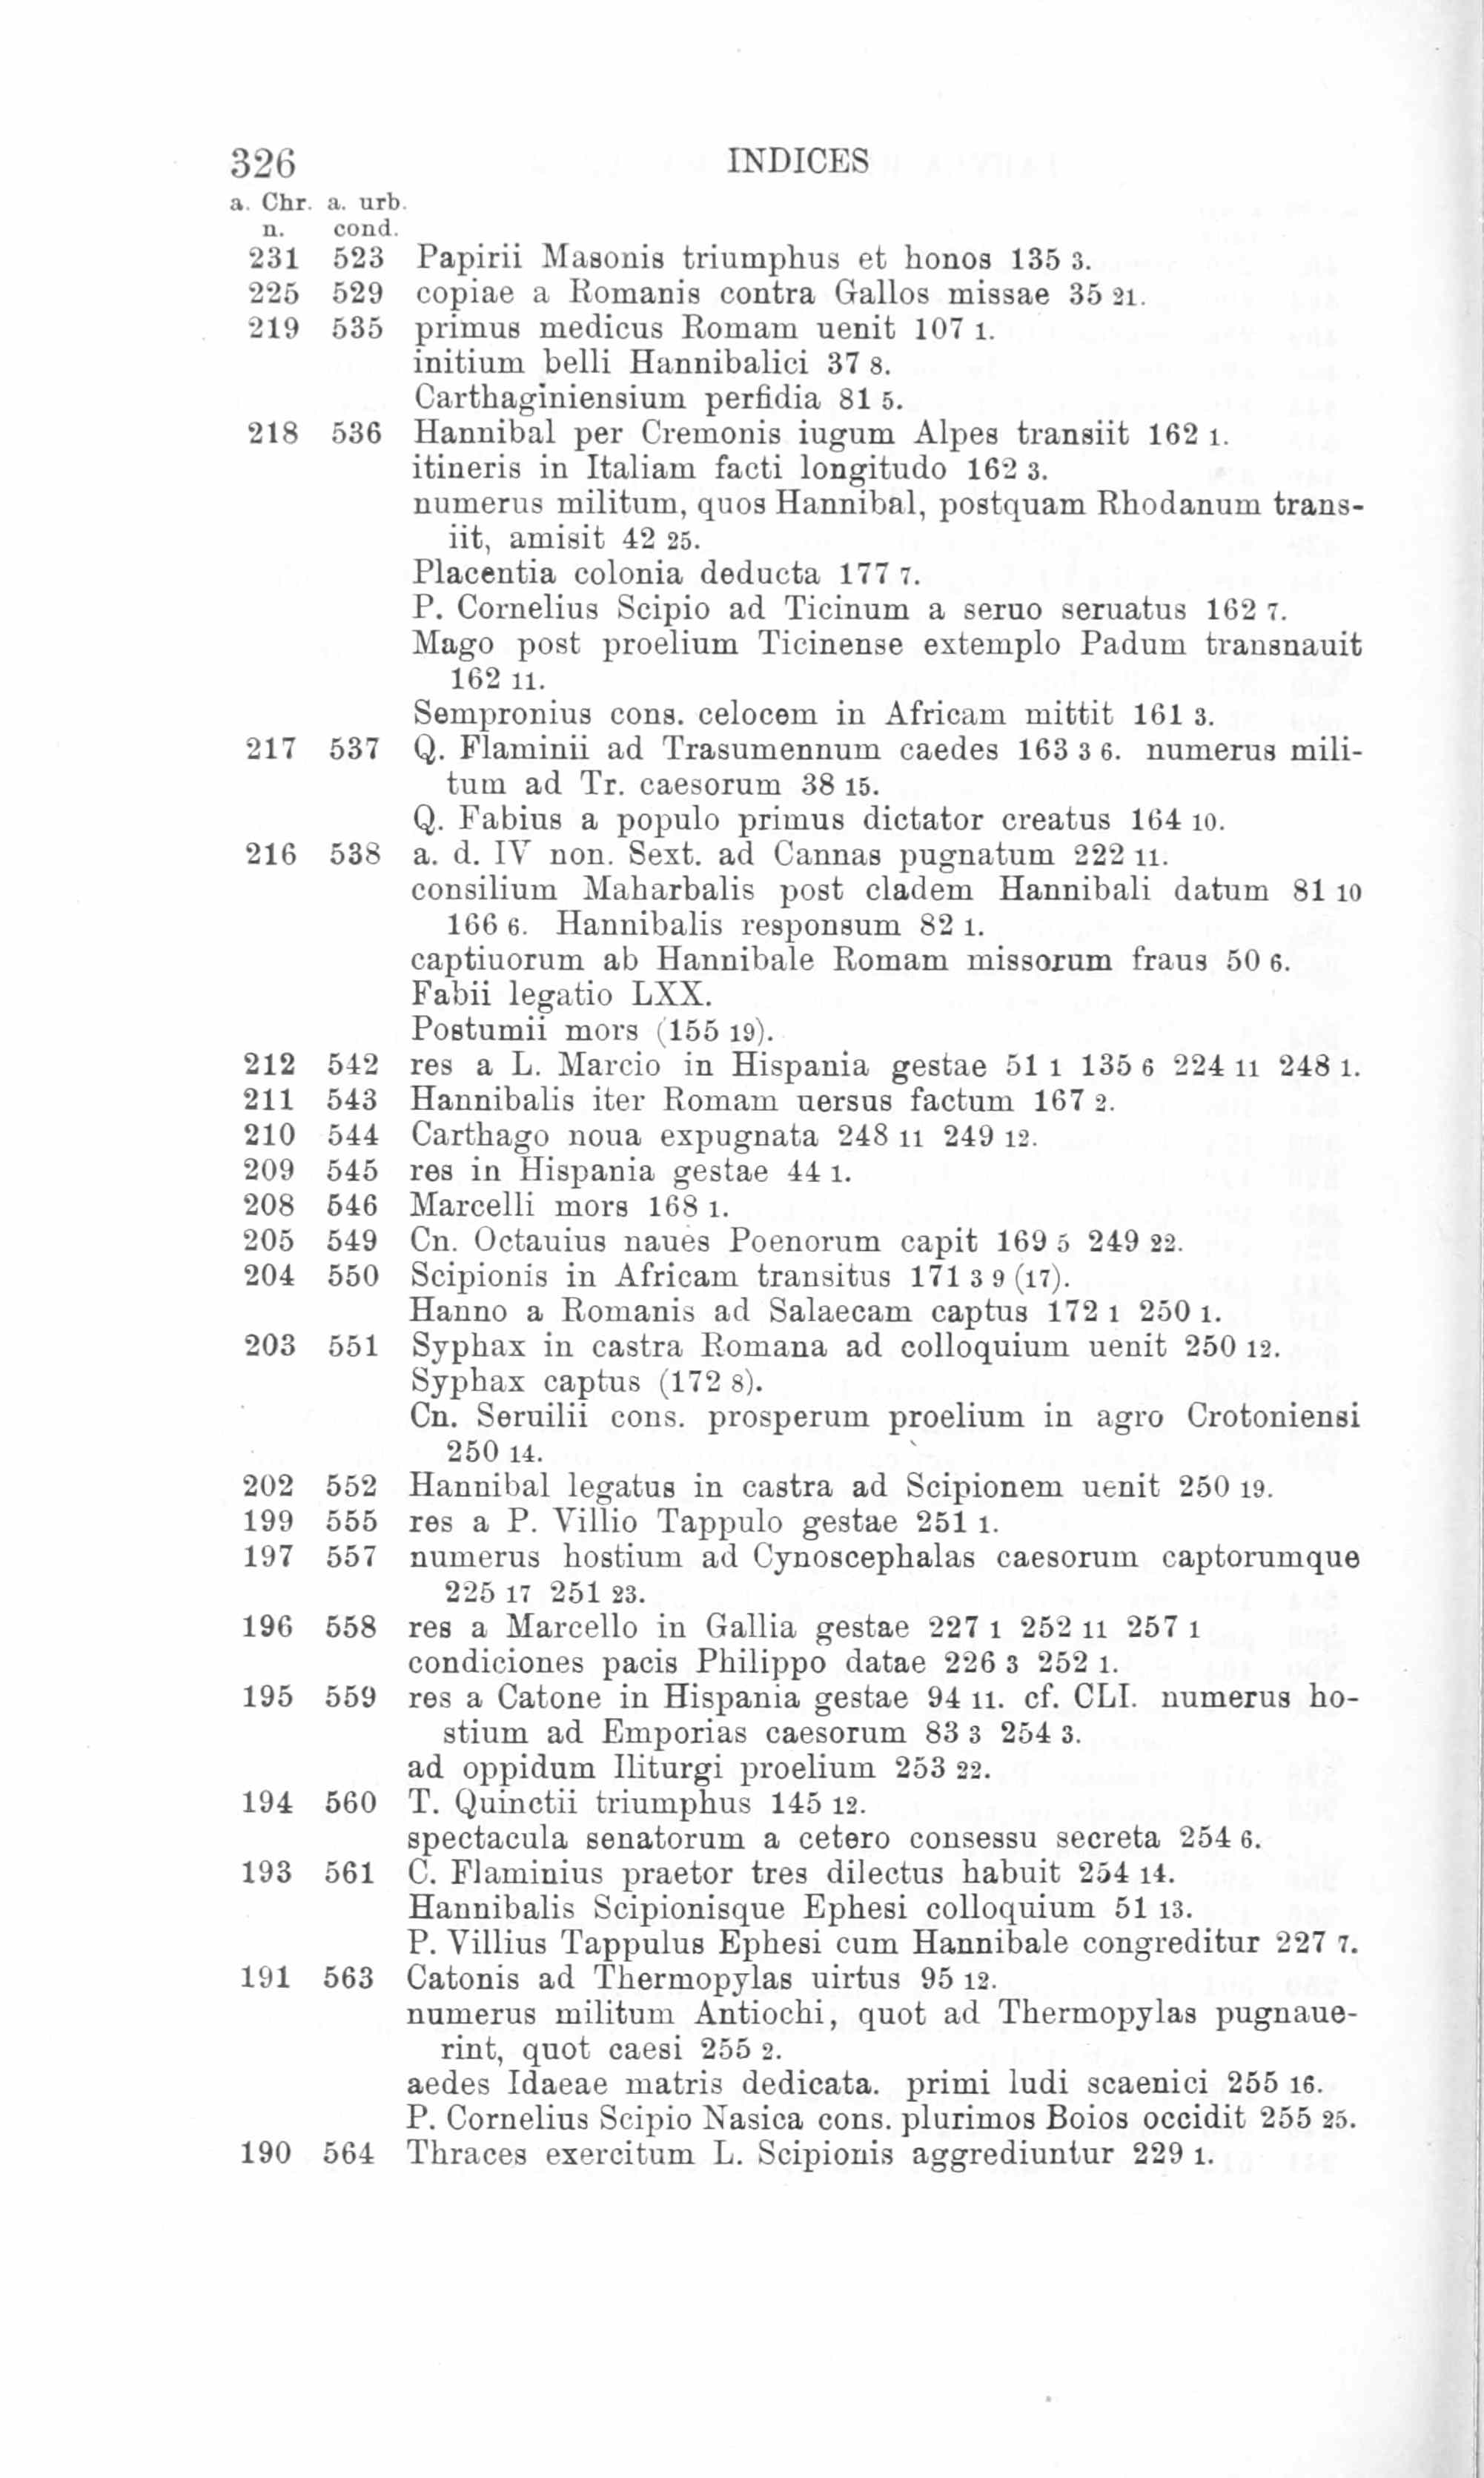 326 INDICES
a. Chr. a. urb.
n. cond.
231 523 Papirii Masonis triumphus et honos 135 3.
225 529 copiae a Romanis contra Gallos missae 35 21.
219 535 primus medicus Romam uenit 107 1.
initium belli Hannibalici 37 8.
Carthaginiensium perfidia 81 5.
218 536 Hannibal per Cremonis iugum Alpes transiit 162 1.
itineris in Italiam facti longitudo 162 3.
numerus militum, quos Hannibal, postquam Rhodanum trans-
iit, amisit 42 25.
Placentia colonia deducta 177 7.
P. Cornelius Scipio ad Ticinum a seruo seruatus 162 7.
Mago post proelium Ticinense extemplo Padum transnauit
162 11.
Sempronius cons. celocem in Africam mittit 161 3.
217 537 Q. Flaminii ad Trasumennum caedes 163 3 6. numerus mili-
tum ad Tr. caesorum 38 15.
Q. Fabius a populo primus dictator creatus 164 10.
216 538 a. d. IV non. Sext. ad Cannas pugnatum 222 11.
consilium Maharbalis post cladem Hannibali datum 81 10
166 6. Hannibalis responsum 82 1.
captiuorum ab Hannibale Romam missorum fraus 50 6.
Fabii legatio LXX.
Postumii mors (155 19).
212 542 res a L. Marcio in Hispania gestae 51 1 135 6 224 11 248 1.
211 543 Hannibalis iter Romam uersus factum 167 2.
210 544 Carthago noua expugnata 248 11 249 12.
209 545 res in Hispania gestae 44 1.
208 546 Marcelli mors 168 1.
205 549 Cn. Octauius naues Poenorum capit 169 5 249 22.
204 550 Scipionis in Africam transitus 171 3 9 (17).
Hanno a Romanis ad Salaecam captus 172 1 250 1.
203 551 Syphax in castra Romana ad colloquium uenit 250 12.
Syphax captus (172 8).
Cn. Seruilii cons. prosperum proelium in agro Crotoniensi
250 14.
202 552 Hannibal legatus in castra ad Scipionem uenit 250 19.
199 555 res a P. Villio Tappulo gestae 251 1.
197 557 numerus hostium ad Cynoscephalas caesorum captorumque
225 17 251 23.
196 558 res a Marcello in Gallia gestae 227 1 252 11 257 1
condiciones pacis Philippo datae 226 3 252 1.
195 559 res a Catone in Hispania gestae 94 11. cf. CLI. numerus ho-
stium ad Emporias caesorum 83 3 254 3.
ad oppidum Iliturgi proelium 253 22.
194 560 T. Quinctii triumphus 145 12.
spectacula senatorum a cetero consessu secreta 254 6.
193 561 C. Flaminius praetor tres dilectus habuit 254 14.
Hannibalis Scipionisque Ephesi colloquium 51 13.
P. Villius Tappulus Ephesi cum Hannibale congreditur 227 7.
191 563 Catonis ad Thermopylas uirtus 95 12.
numerus militum Antiochi, quot ad Thermopylas pugnaue-
rint, quot caesi 255 2.
aedes Idaeae matris dedicata. primi ludi scaenici 255 16.
P. Cornelius Scipio Nasica cons. plurimos Boios occidit 255 25.
190 564 Thraces exercitum L. Scipionis aggrediuntur 229 1.